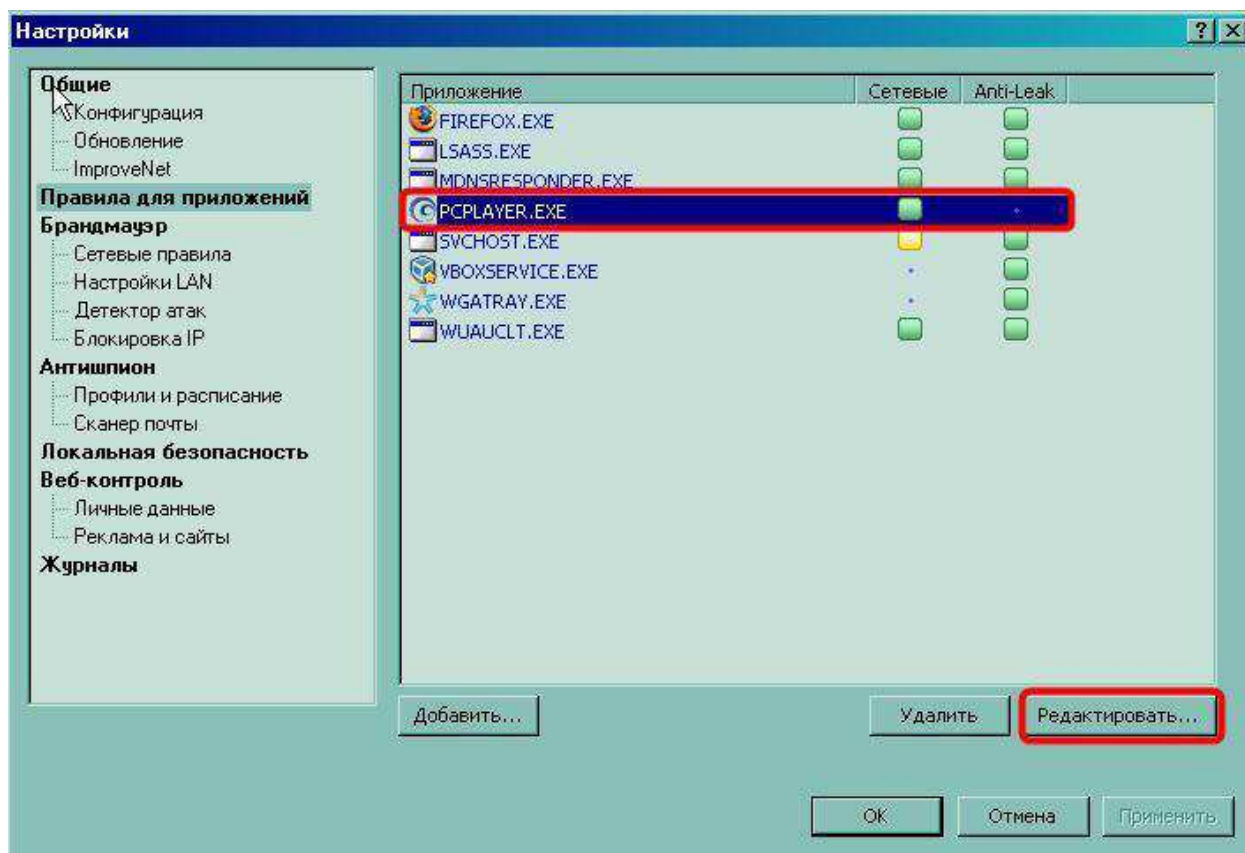 Настройки
Общие
Конфигурация
Обновление
ImproveNet
Правила для приложений
Брандмауэр
Сетевые правила
Настройки LAN
Детектор атак
Блокировка IP
Антишпион
Профили и расписание
Сканер почты
Локальная безопасность
Веб-контроль
Личные данные
Реклама и сайты
Журналы
Приложение Сетевые Anti-Leak
FIREFOX.EXE
LSASS.EXE
MDNSRESPONDER.EXE
PCPLAYER.EXE
SVCHOST.EXE
VBOXSERVICE.EXE
WGATRAY.EXE
WUAUCLT.EXE
Добавить... Удалить Редактировать...
OK Отмена Применить